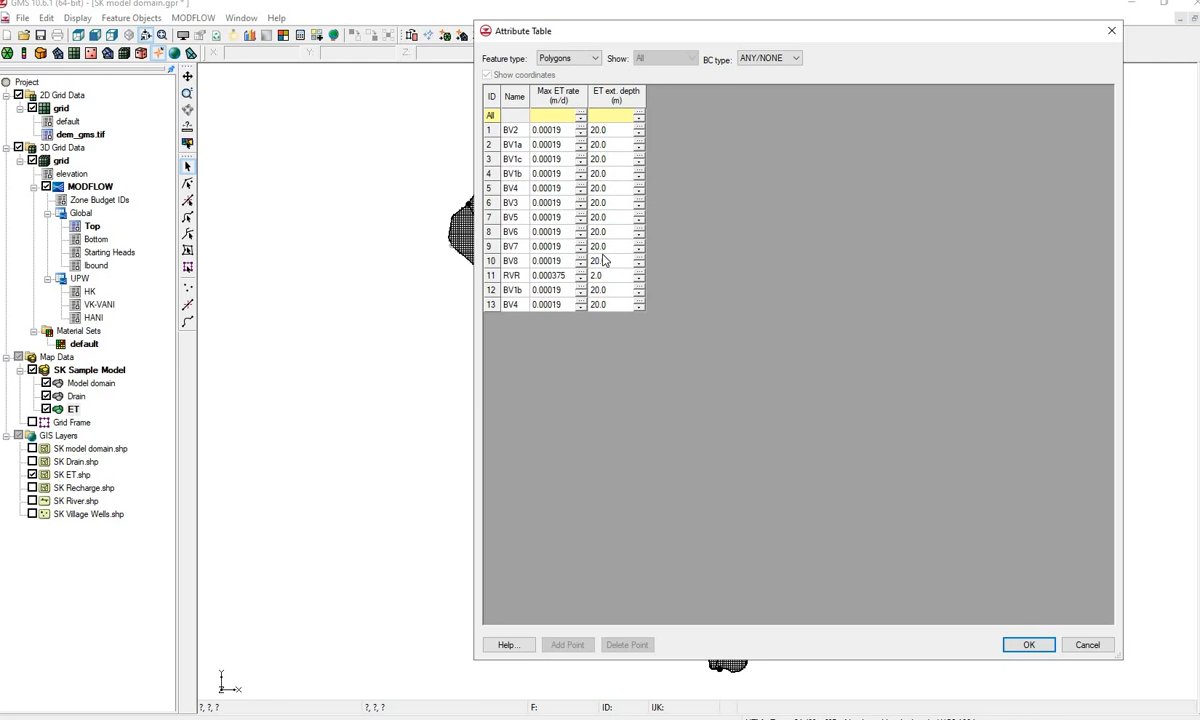 GMS 10.6.1 (64-bit) - [SK model domain.gpr * ]
File Edit Display Feature Objects MODFLOW Window Help
X: Y: Z:
Project
2D Grid Data
grid
default
dem_gms.tif
3D Grid Data
grid
elevation
MODFLOW
Zone Budget IDs
Global
Top
Bottom
Starting Heads
Ibound
UPW
HK
VK-VANI
HANI
Material Sets
default
Map Data
SK Sample Model
Model domain
Drain
ET
Grid Frame
GIS Layers
SK model domain.shp
SK Drain.shp
SK ET.shp
SK Recharge.shp
SK River.shp
SK Village Wells.shp
Attribute Table
Feature type: Polygons Show: All BC type: ANY/NONE
Show coordinates
ID Name Max ET rate (m/d) ET ext. depth (m)
All
1 BV2 0.00019 20.0
2 BV1a 0.00019 20.0
3 BV1c 0.00019 20.0
4 BV1b 0.00019 20.0
5 BV4 0.00019 20.0
6 BV3 0.00019 20.0
7 BV5 0.00019 20.0
8 BV6 0.00019 20.0
9 BV7 0.00019 20.0
10 BV8 0.00019 20.0
11 RVR 0.000375 2.0
12 BV1b 0.00019 20.0
13 BV4 0.00019 20.0
Help... Add Point Delete Point OK Cancel
Y
Z X
?, ?, ? ?, ?, ? F: ID: IJK: